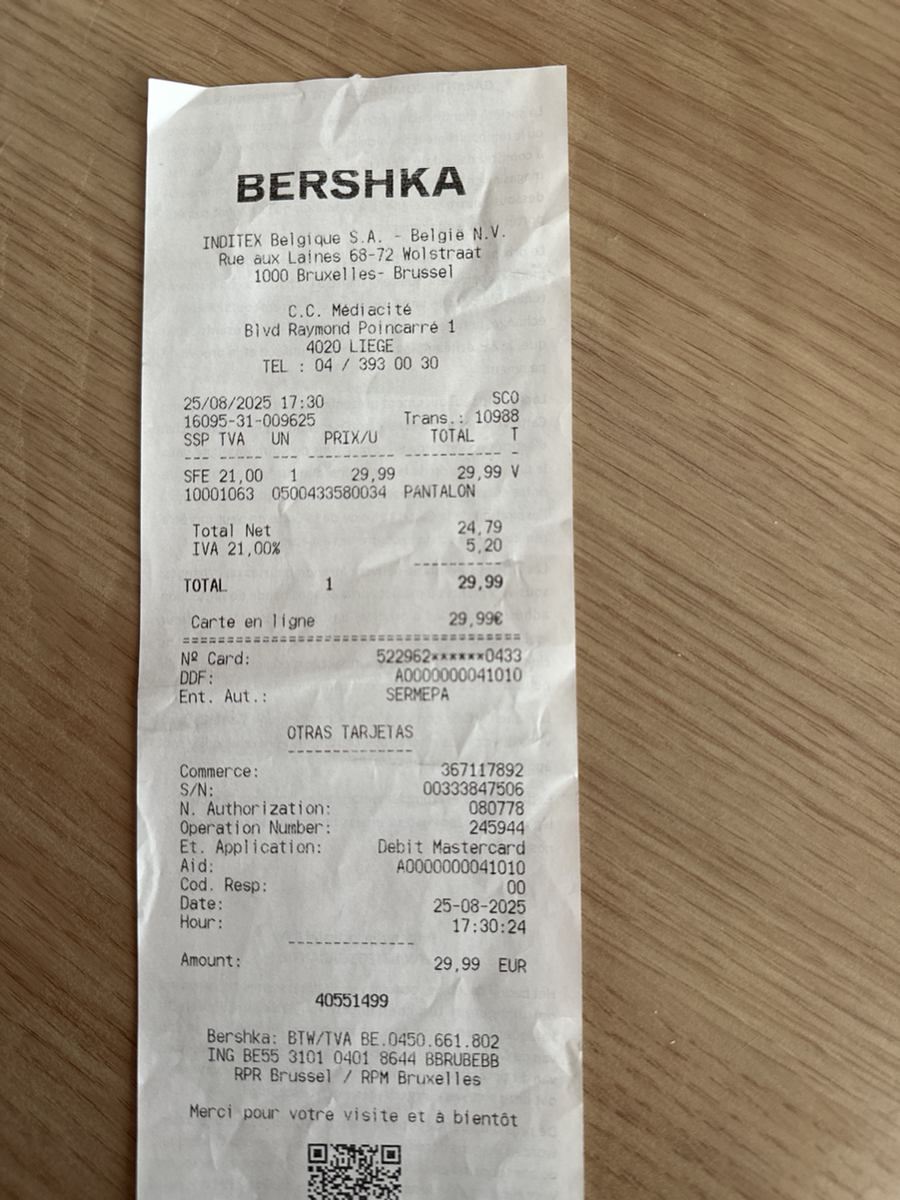 BERSHKA
INDITEX Belgique S.A. - België N.V.
Rue aux Laines 68-72 Wolstraat
1000 Bruxelles- Brussel
C.C. Médiacité
Blvd Raymond Poincarré 1
4020 LIEGE
TEL : 04 / 393 00 30
25/08/2025 17:30 SCO
16095-31-009625 Trans.: 10988
SSP TVA UN PRIX/U TOTAL T
--- ---- --- ---------- ----------- -
SFE 21,00 1 29,99 29,99 V
10001063 0500433580034 PANTALON
Total Net 24,79
IVA 21,00% 5,20
----------
TOTAL 1 29,99
Carte en ligne 29,99€
======================================
Nº Card: 522962******0433
DDF: A0000000041010
Ent. Aut.: SERMEPA
OTRAS TARJETAS
--------------
Commerce: 367117892
S/N: 00333847506
N. Authorization: 080778
Operation Number: 245944
Et. Application: Debit Mastercard
Aid: A0000000041010
Cod. Resp: 00
Date: 25-08-2025
Hour: 17:30:24
--------------
Amount: 29,99 EUR
40551499
Bershka: BTW/TVA BE.0450.661.802
ING BE55 3101 0401 8644 BBRUBEBB
RPR Brussel / RPM Bruxelles
Merci pour votre visite et à bientôt